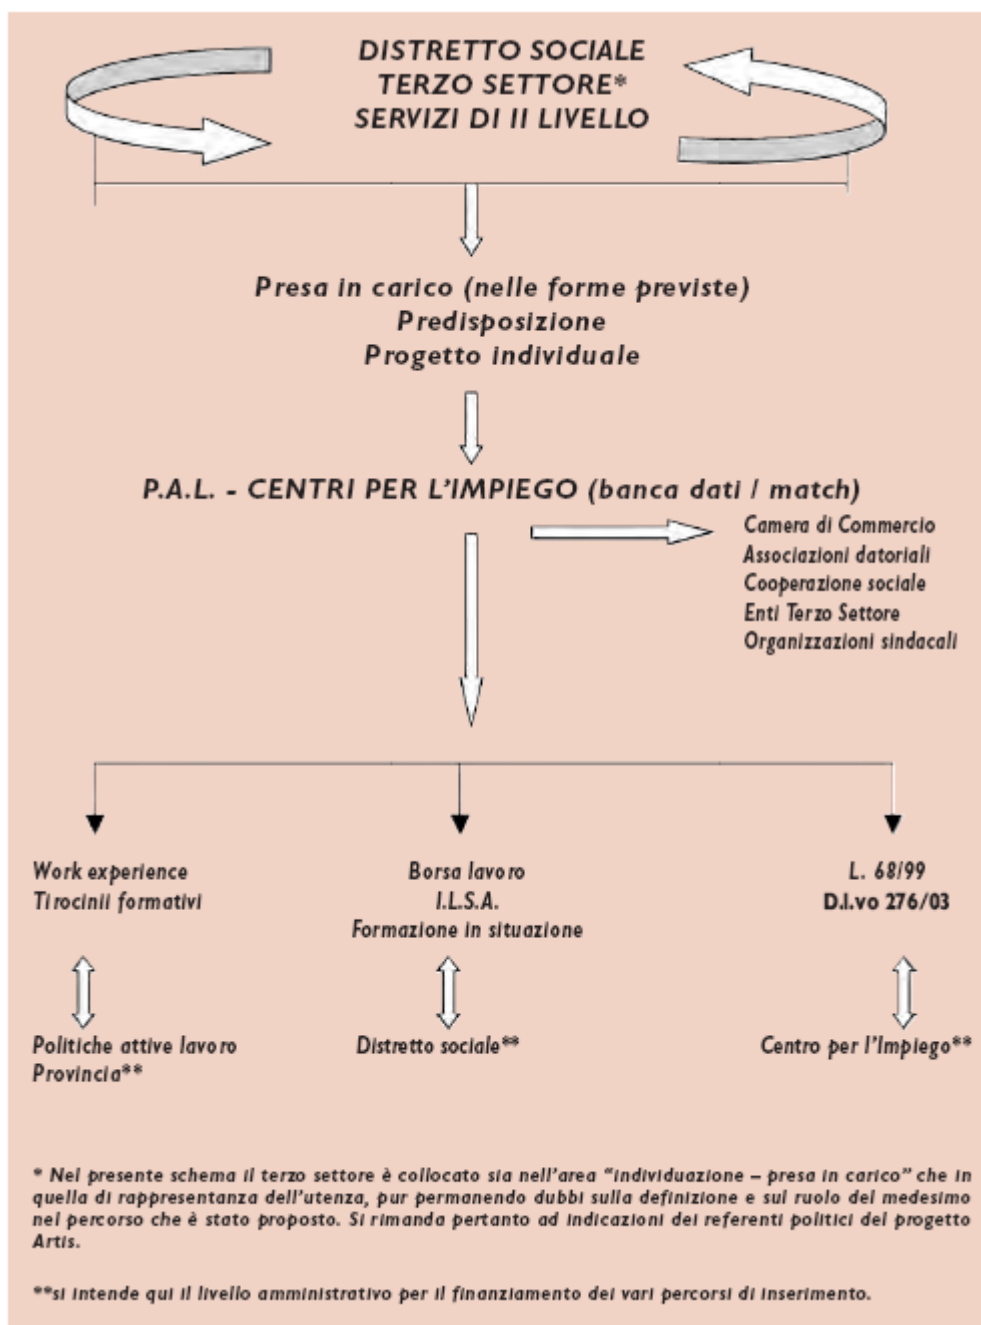 DISTRETTO SOCIALE
TERZO SETTORE*
SERVIZI DI II LIVELLO
Presa in carico (nelle forme previste)
Predisposizione
Progetto individuale
P.A.L. - CENTRI PER L'IMPIEGO (banca dati / match)
Camera di Commercio
Associazioni datoriali
Cooperazione sociale
Enti Terzo Settore
Organizzazioni sindacali
Work experience
Tirocinii formativi
Borsa lavoro
I.L.S.A.
Formazione in situazione
L. 68/99
D.l.vo 276/03
Politiche attive lavoro
Provincia**
Distretto sociale**
Centro per l'Impiego**
* Nel presente schema il terzo settore è collocato sia nell'area "individuazione – presa in carico" che in
quella di rappresentanza dell'utenza, pur permanendo dubbi sulla definizione e sul ruolo del medesimo
nel percorso che è stato proposto. Si rimanda pertanto ad indicazioni dei referenti politici del progetto
Artis.
**si intende qui il livello amministrativo per il finanziamento dei vari percorsi di inserimento.